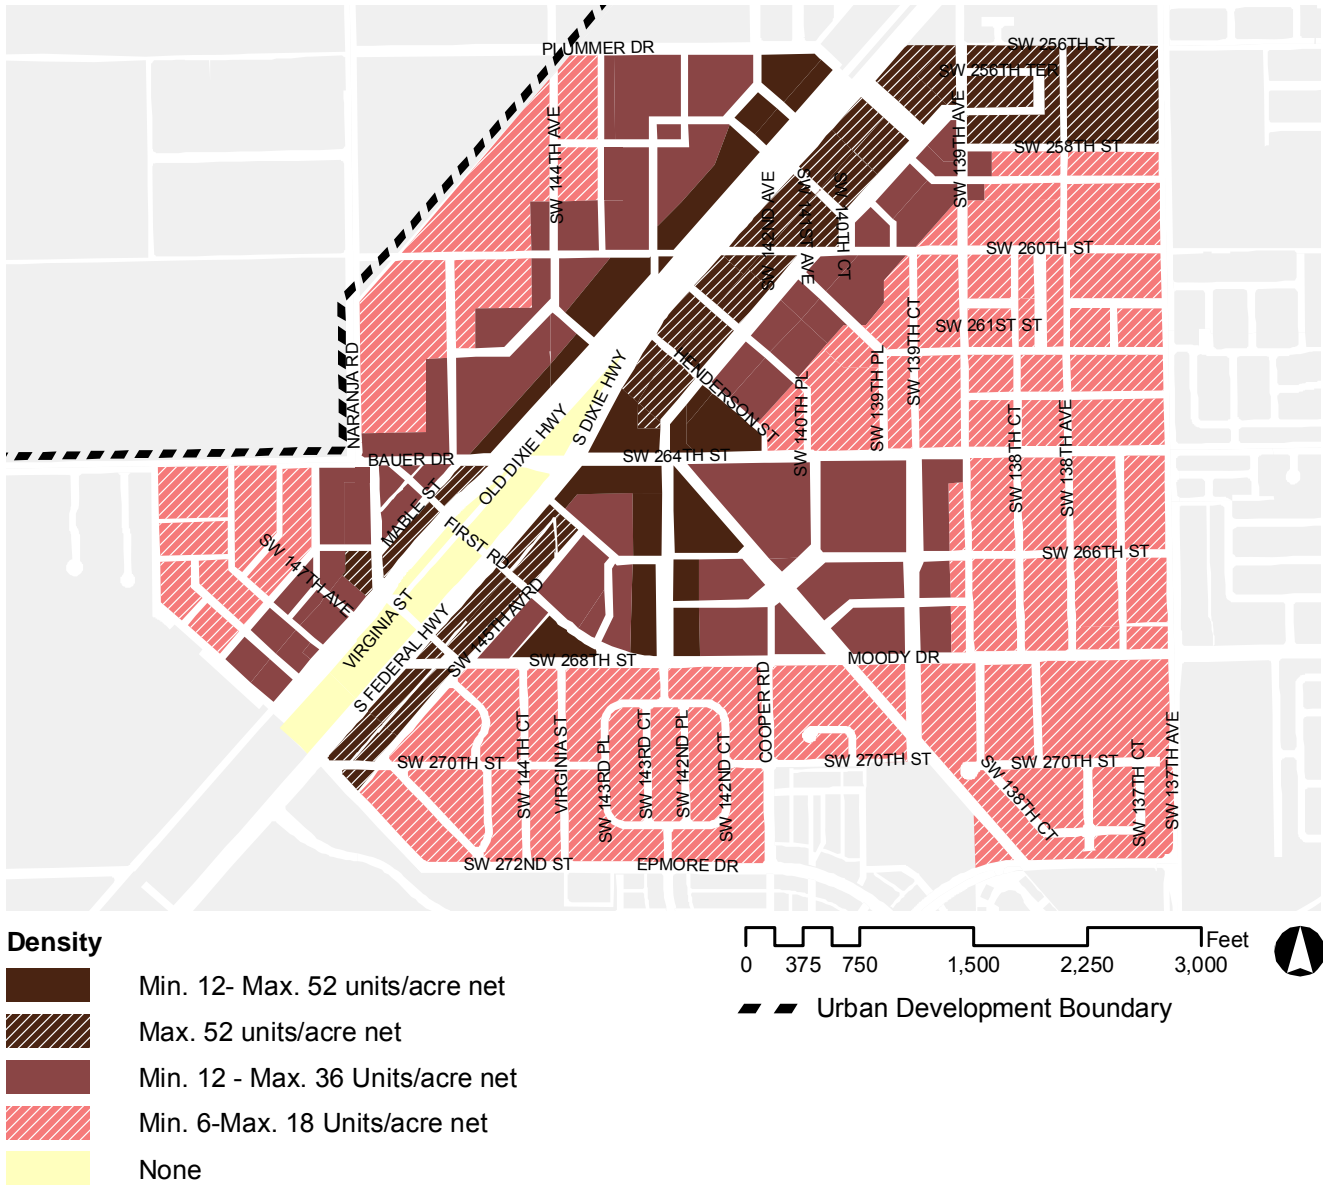 PLUMMER DR
SW 256TH ST
SW 256TH TER
SW 144TH AVE
SW 139TH AVE
SW 258TH ST
SW 142ND AVE
SW 141ST AVE
SW 140TH CT
SW 260TH ST
NARANJA RD
SW 261ST ST
SW 139TH CT
HENDERSON ST
S DIXIE HWY
OLD DIXIE HWY
SW 140TH PL
SW 139TH PL
SW 138TH CT
SW 138TH AVE
BAUER DR
SW 264TH ST
MABLE ST
FIRST RD
SW 147TH AVE
SW 266TH ST
VIRGINIA ST
S FEDERAL HWY
SW 145TH AVRD
SW 268TH ST
MOODY DR
COOPER RD
SW 144TH CT
VIRGINIA ST
SW 143RD PL
SW 143RD CT
SW 142ND PL
SW 142ND CT
SW 270TH ST
SW 270TH ST
SW 270TH ST
SW 138TH CT
SW 137TH CT
SW 137TH AVE
SW 272ND ST
EPMORE DR
Density
Min. 12- Max. 52 units/acre net
Max. 52 units/acre net
Min. 12 - Max. 36 Units/acre net
Min. 6-Max. 18 Units/acre net
None
Feet
0 375 750 1,500 2,250 3,000
Urban Development Boundary